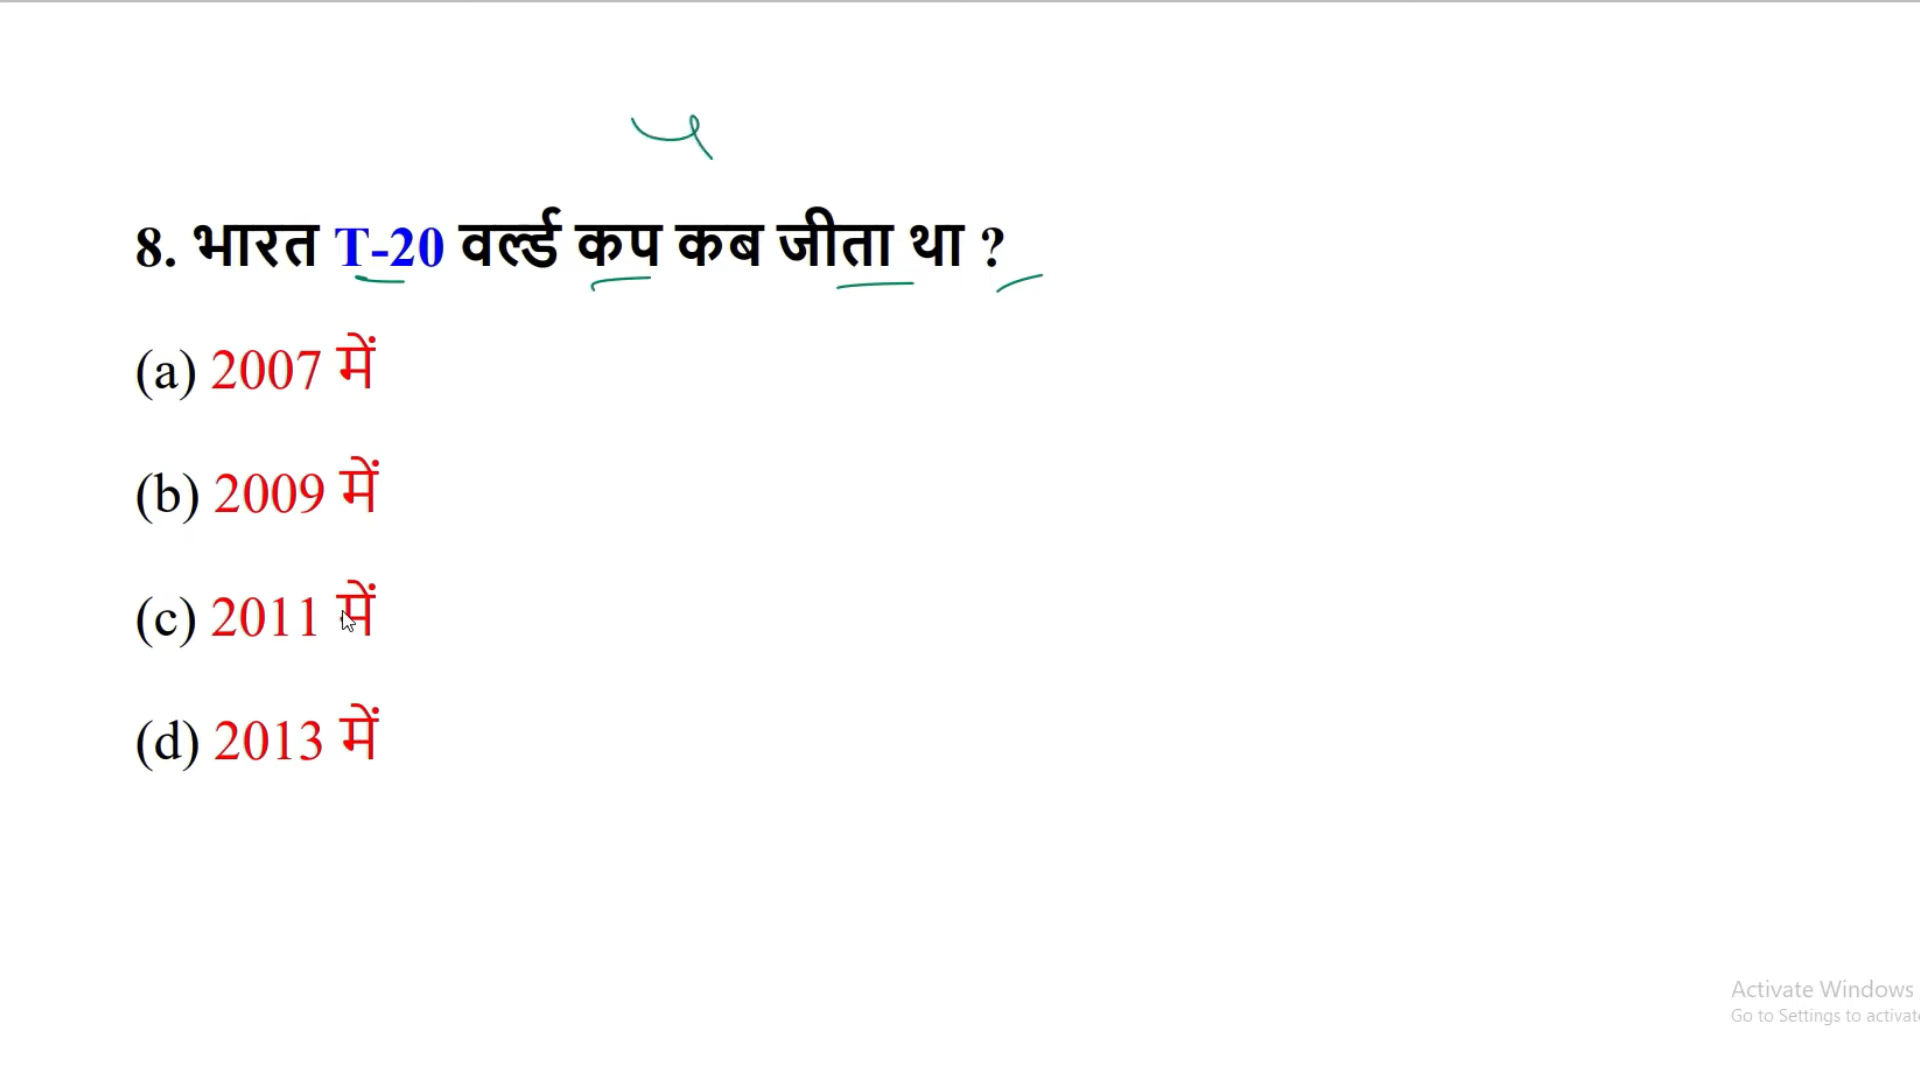 8. भारत T-20 वर्ल्ड कप कब जीता था ?
(a) 2007 में
(b) 2009 में
(c) 2011 में
(d) 2013 में
Activate Windows
Go to Settings to activate